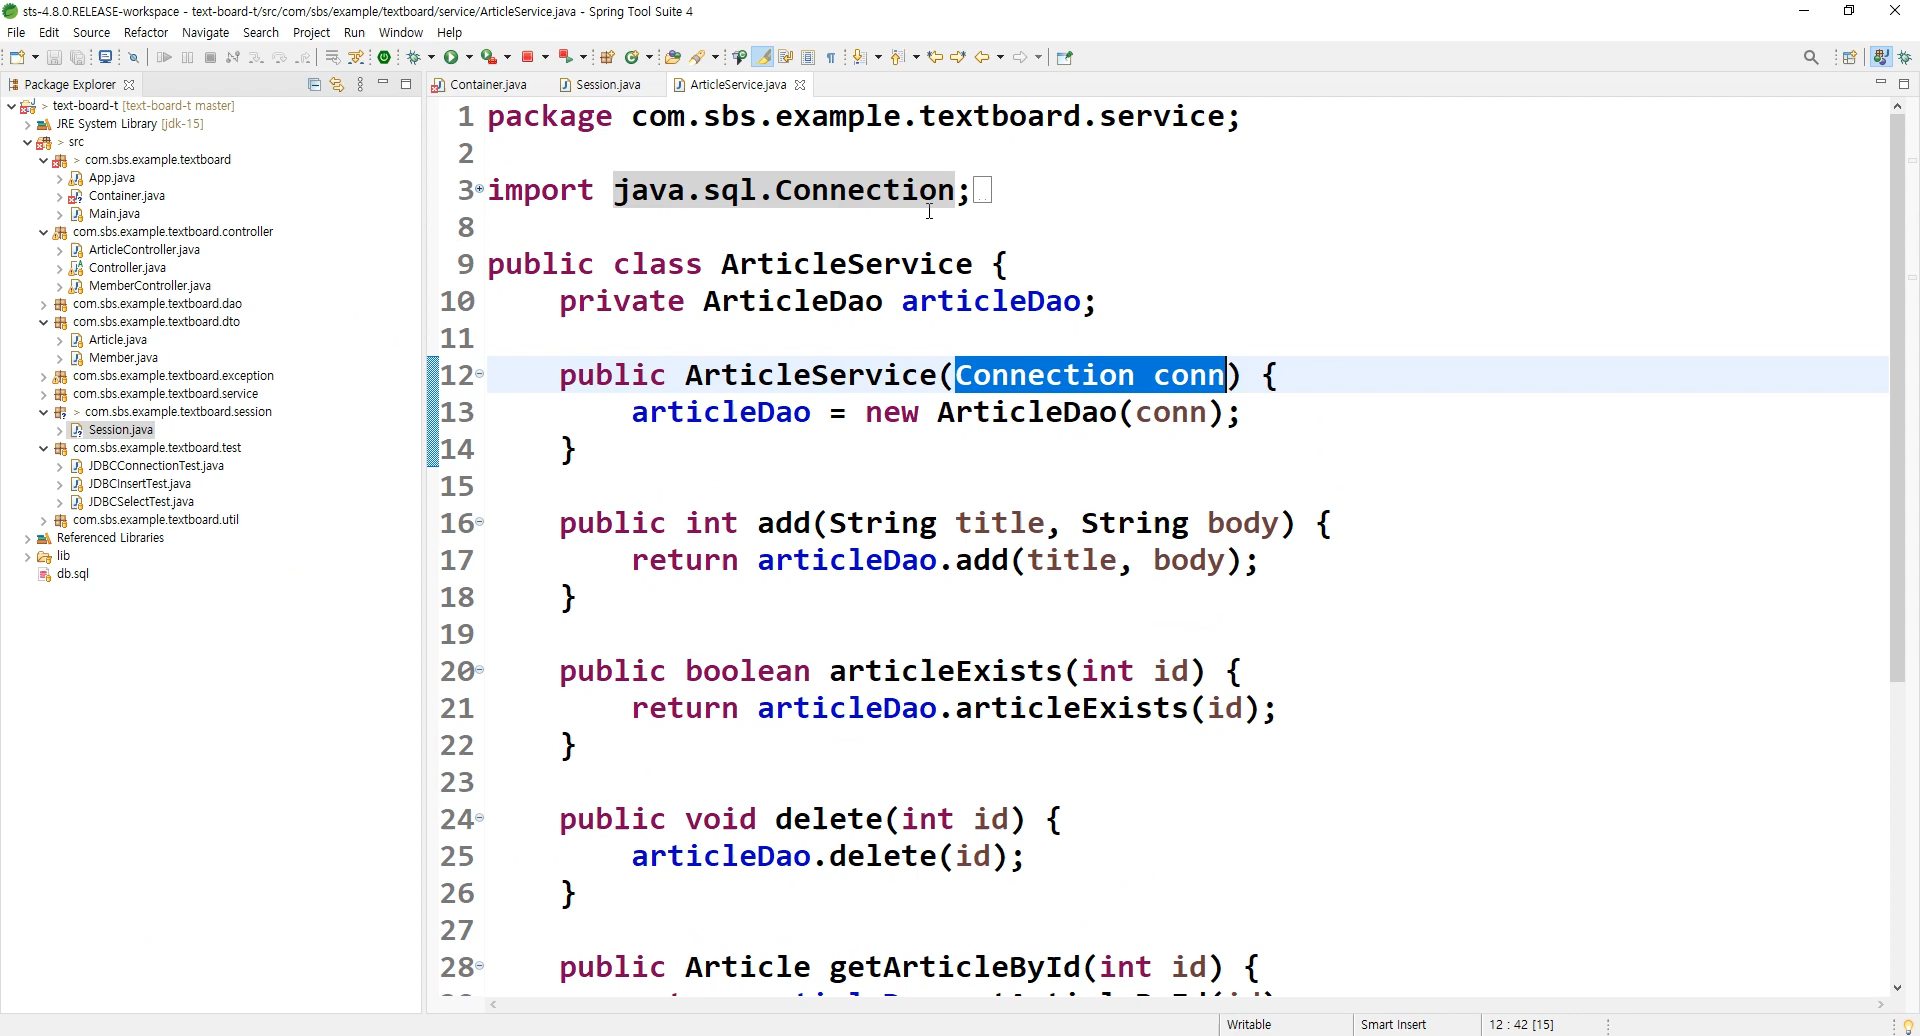 sts-4.8.0.RELEASE-workspace - text-board-t/src/com/sbs/example/textboard/service/ArticleService.java - Spring Tool Suite 4
File Edit Source Refactor Navigate Search Project Run Window Help
Package Explorer
Container.java Session.java ArticleService.java
> text-board-t [text-board-t master]
JRE System Library [jdk-15]
> src
> com.sbs.example.textboard
App.java
Container.java
Main.java
com.sbs.example.textboard.controller
ArticleController.java
Controller.java
MemberController.java
com.sbs.example.textboard.dao
com.sbs.example.textboard.dto
Article.java
Member.java
com.sbs.example.textboard.exception
com.sbs.example.textboard.service
> com.sbs.example.textboard.session
Session.java
com.sbs.example.textboard.test
JDBCConnectionTest.java
JDBCInsertTest.java
JDBCSelectTest.java
com.sbs.example.textboard.util
Referenced Libraries
lib
db.sql
1 package com.sbs.example.textboard.service;
2
3 import java.sql.Connection;
8
9 public class ArticleService {
10 private ArticleDao articleDao;
11
12 public ArticleService(Connection conn) {
13 articleDao = new ArticleDao(conn);
14 }
15
16 public int add(String title, String body) {
17 return articleDao.add(title, body);
18 }
19
20 public boolean articleExists(int id) {
21 return articleDao.articleExists(id);
22 }
23
24 public void delete(int id) {
25 articleDao.delete(id);
26 }
27
28 public Article getArticleById(int id) {
Writable Smart Insert 12 : 42 [15]